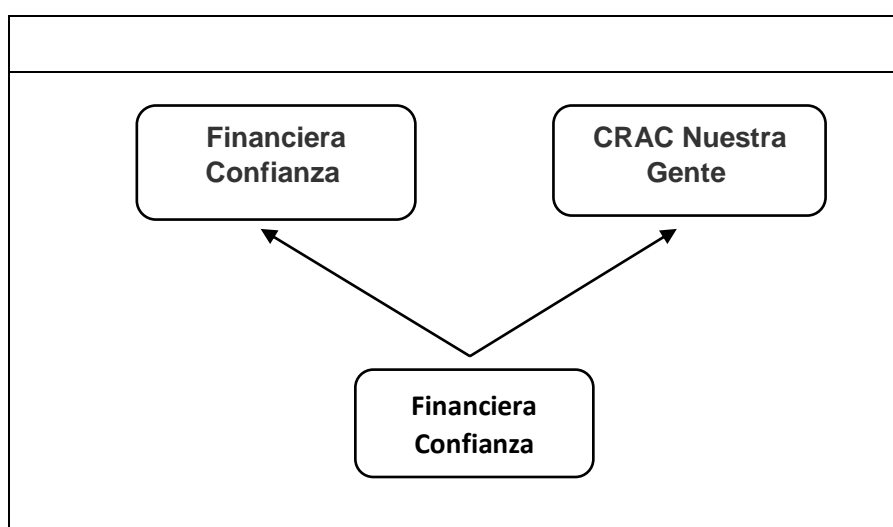 Financiera
Confianza
CRAC Nuestra
Gente
Financiera
Confianza